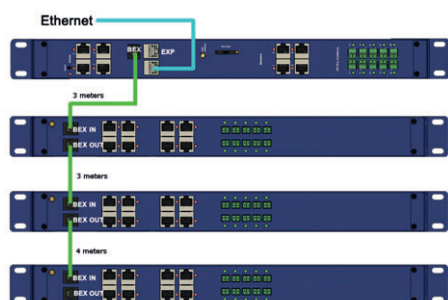 Ethernet
BEX
EXP
3 meters
BEX IN
BEX OUT
3 meters
BEX IN
BEX OUT
4 meters
BEX IN
BEX OUT